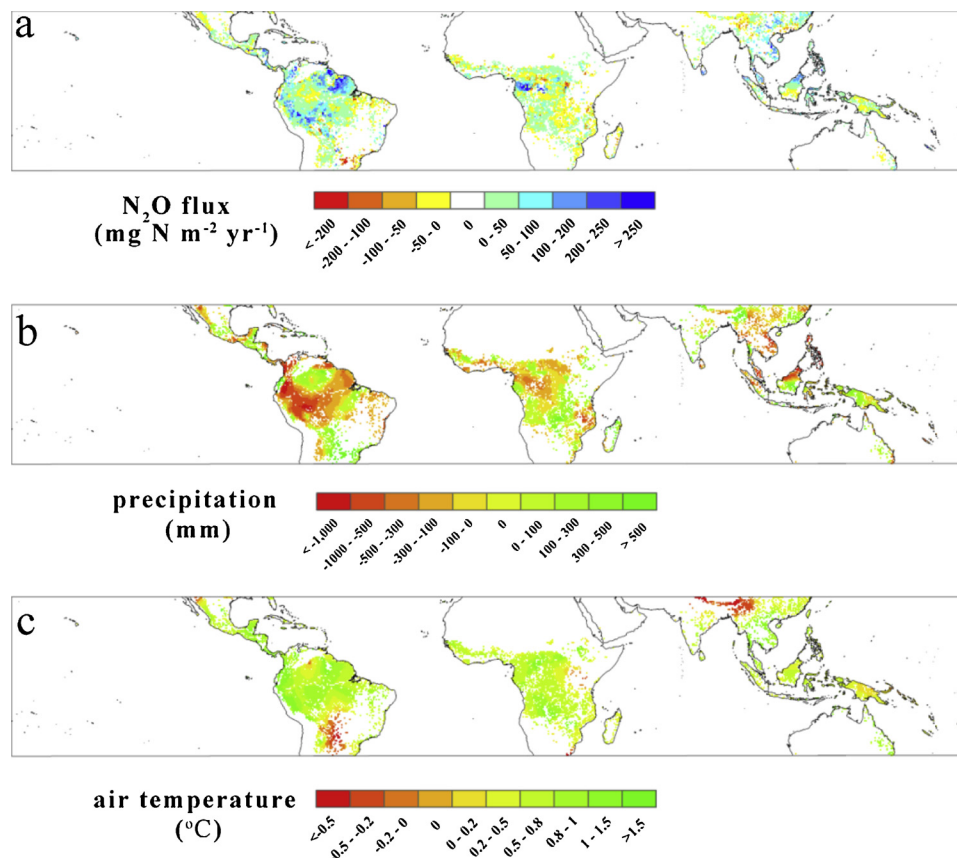 a
N₂O flux
(mg N m⁻² yr⁻¹)
< -200
-200 - -100
-100 - -50
-50 - 0
0
0 - 50
50 - 100
100 - 200
200 - 250
> 250
b
precipitation
(mm)
< -1,000
-1000 - -500
-500 - -300
-300 - -100
-100 - 0
0
0 - 100
100 - 300
300 - 500
> 500
c
air temperature
(°C)
<-0.5
0.5 - -0.2
-0.2 - 0
0
0 - 0.2
0.2 - 0.5
0.5 - 0.8
0.8 - 1
1 - 1.5
>1.5